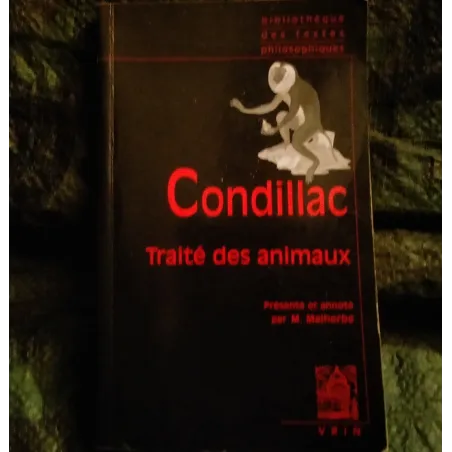 bibliothèque
des textes
philosophiques
Condillac
Traité des animaux
Présenté et annoté
par M. Malherbe
VRIN